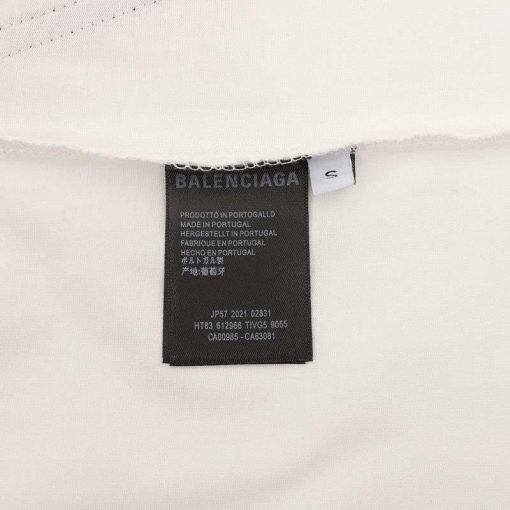 BALENCIAGA
S
PRODOTTO IN PORTOGALLO
MADE IN PORTUGAL
HERGESTELLT IN PORTUGAL
FABRIQUE EN PORTUGAL
HECHO EN PORTUGAL
ポルトガル製
产地:葡萄牙
JP57 2021 02831
HT83 612966 TIVG5 9055
CA00985 - CA63081